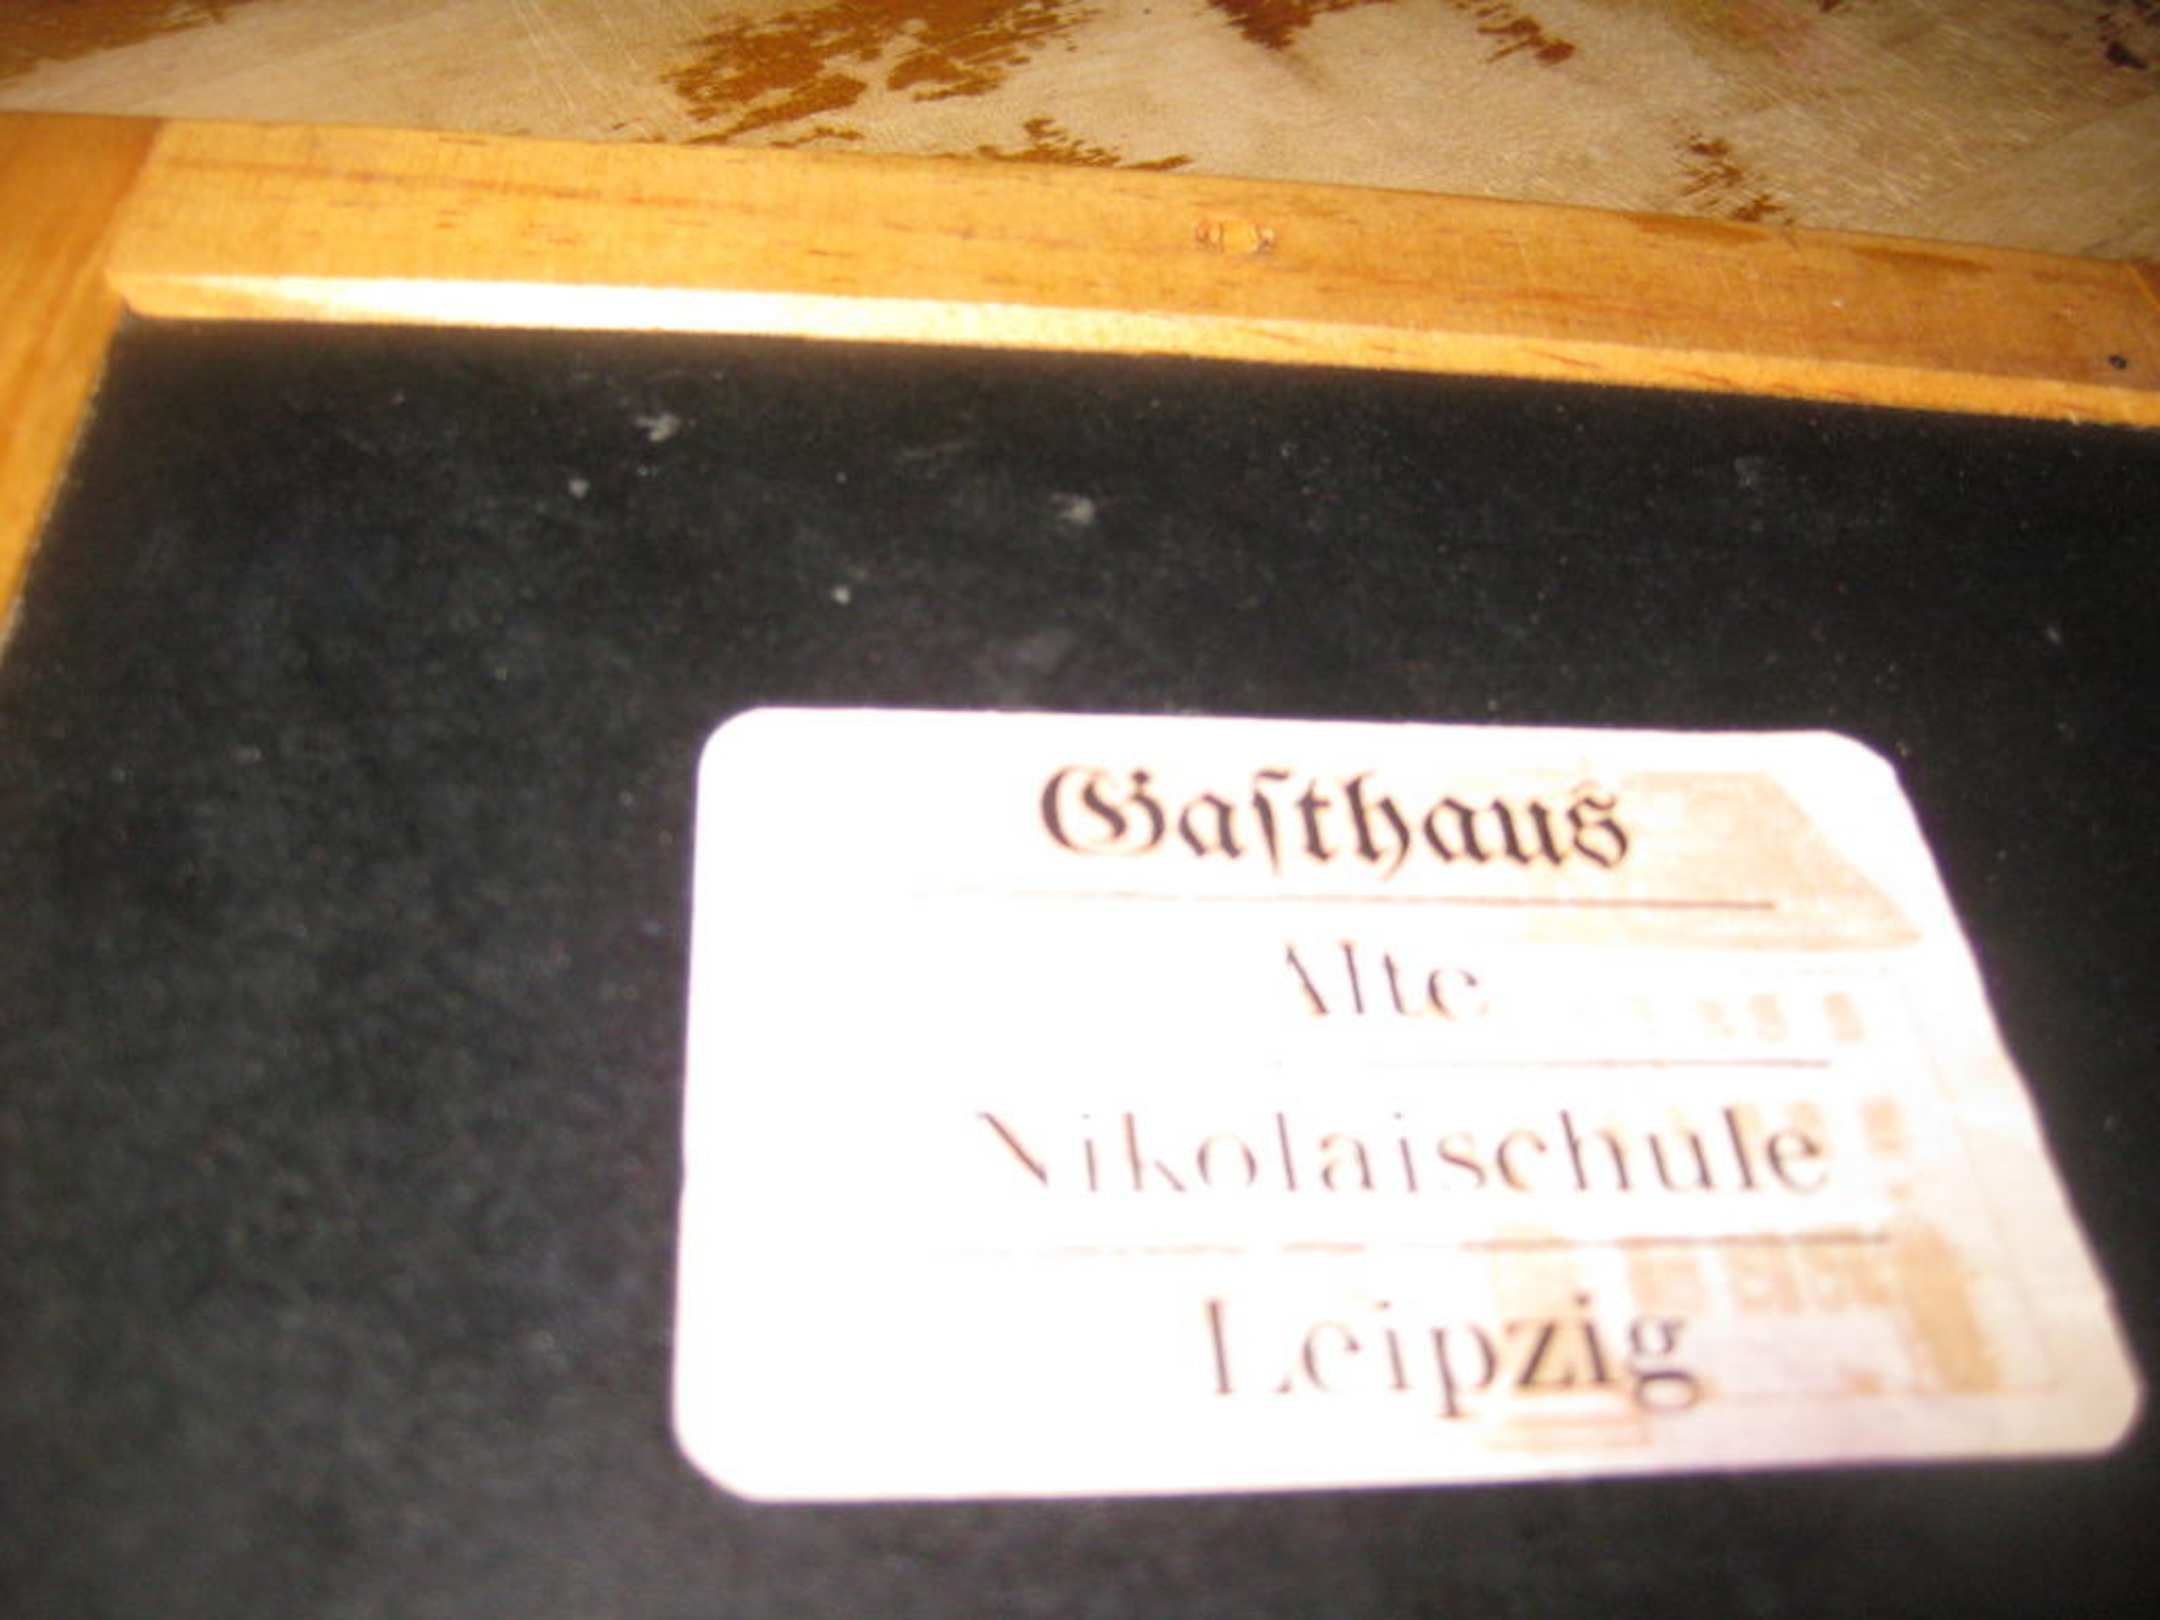 Gaſthaus
Alte
Nikolaischule
Leipzig